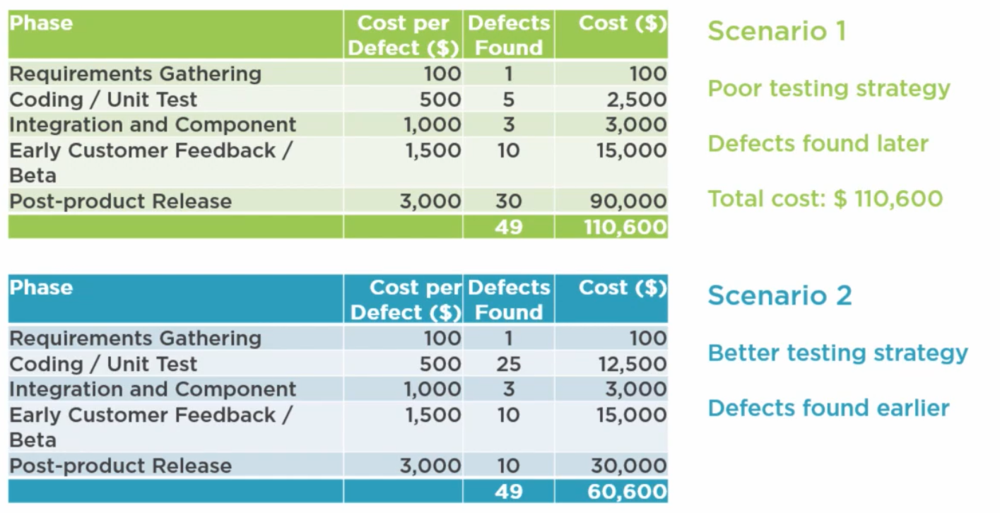 Phase Cost per Defects Cost ($)
Defect ($) Found
Requirements Gathering 100 1 100
Coding / Unit Test 500 5 2,500
Integration and Component 1,000 3 3,000
Early Customer Feedback / 1,500 10 15,000
Beta
Post-product Release 3,000 30 90,000
49 110,600
Scenario 1
Poor testing strategy
Defects found later
Total cost: $ 110,600
Phase Cost per Defects Cost ($)
Defect ($) Found
Requirements Gathering 100 1 100
Coding / Unit Test 500 25 12,500
Integration and Component 1,000 3 3,000
Early Customer Feedback / 1,500 10 15,000
Beta
Post-product Release 3,000 10 30,000
49 60,600
Scenario 2
Better testing strategy
Defects found earlier